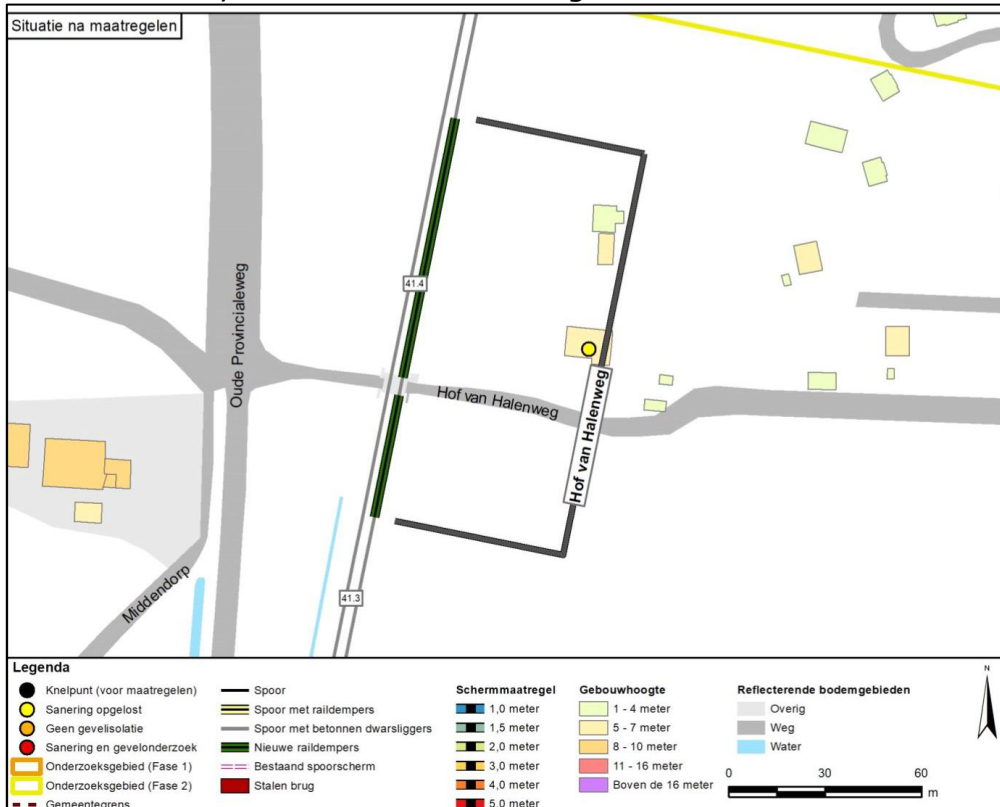 Situatie na maatregelen
41.4
Oude Provincialeweg
Hof van Halenweg
Hof van Halenweg
Middendorp
41.3
Legenda
Knelpunt (voor maatregelen)
Sanering opgelost
Geen gevelisolatie
Sanering en gevelonderzoek
Onderzoeksgebied (Fase 1)
Onderzoeksgebied (Fase 2)
Gemeentegrens
Spoor
Spoor met raildempers
Spoor met betonnen dwarsliggers
Nieuwe raildempers
Bestaand spoorscherm
Stalen brug
Schermmaatregel
1,0 meter
1,5 meter
2,0 meter
3,0 meter
4,0 meter
5,0 meter
Gebouwhoogte
1 - 4 meter
5 - 7 meter
8 - 10 meter
11 - 16 meter
Boven de 16 meter
Reflecterende bodemgebieden
Overig
Weg
Water
N
0 30 60
m